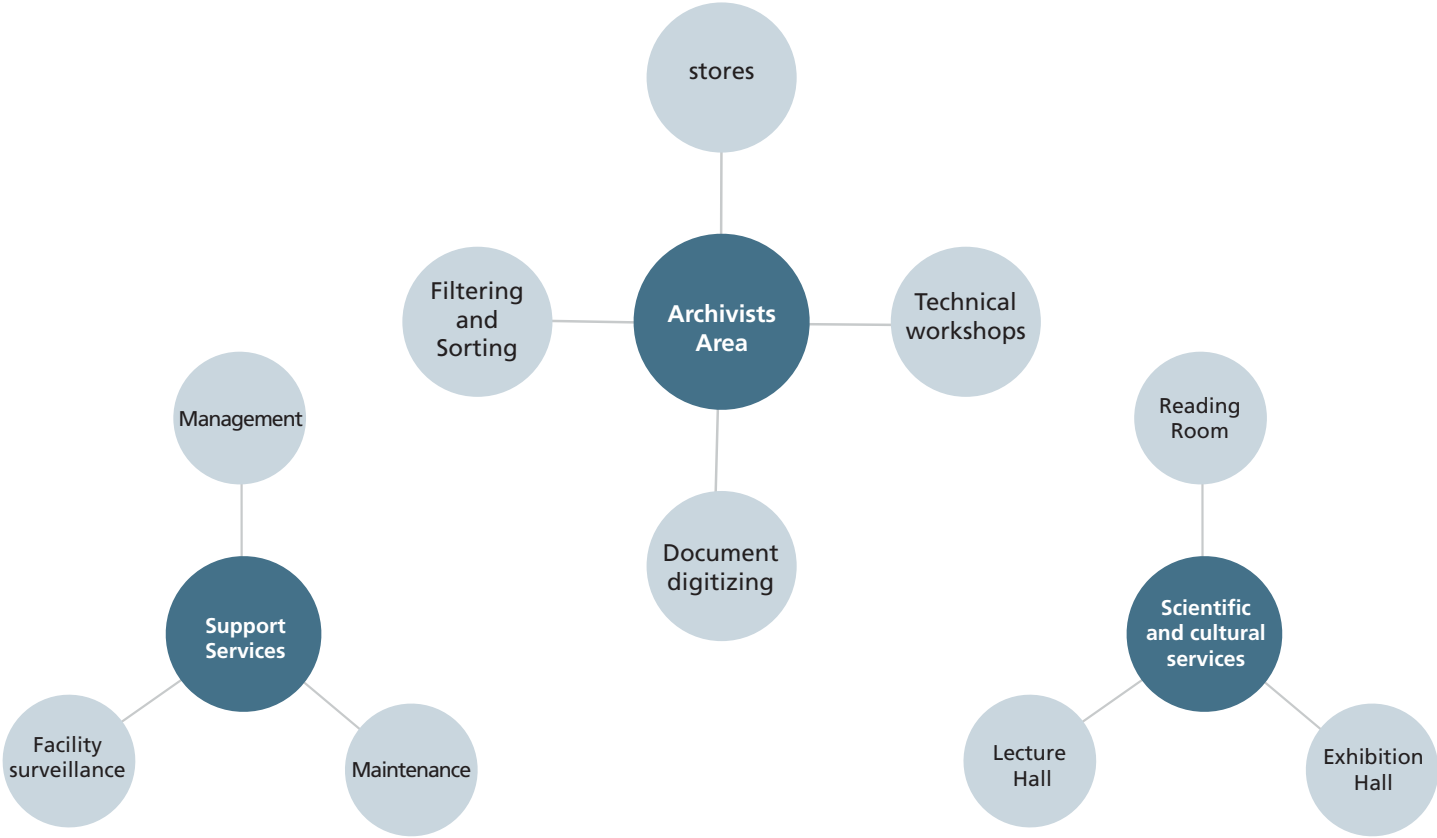 stores
Filtering
and
Sorting
Archivists
Area
Technical
workshops
Document
digitizing
Management
Support
Services
Facility
surveillance
Maintenance
Reading
Room
Scientific
and cultural
services
Lecture
Hall
Exhibition
Hall